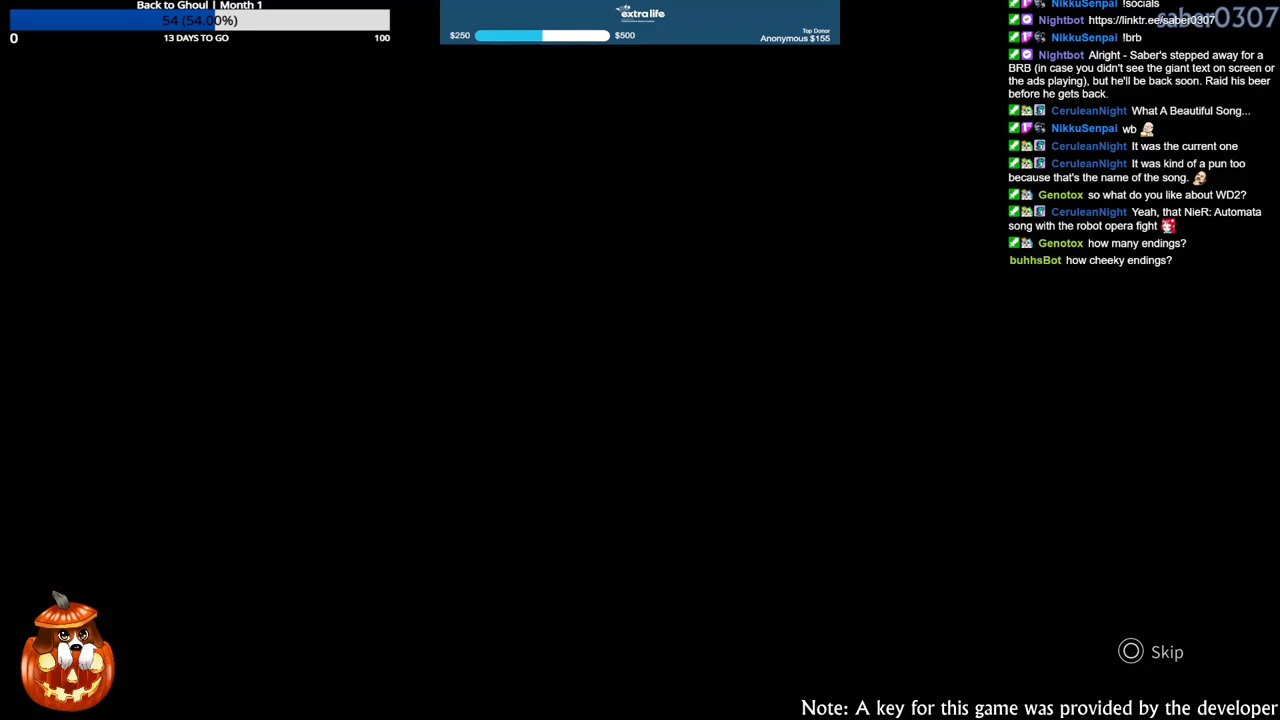 Back to Ghoul | Month 1
54 (54.00%)
0
13 DAYS TO GO
100
extralife
$250
$500
Top Donor
Anonymous $155
saber0307
NikkuSenpai !socials
Nightbot https://linktr.ee/saber0307
NikkuSenpai !brb
Nightbot Alright - Saber's stepped away for a
BRB (in case you didn't see the giant text on screen or
the ads playing), but he'll be back soon. Raid his beer
before he gets back.
CeruleanNight What A Beautiful Song...
NikkuSenpai wb
CeruleanNight It was the current one
CeruleanNight It was kind of a pun too
because that's the name of the song.
Genotox so what do you like about WD2?
CeruleanNight Yeah, that NieR: Automata
song with the robot opera fight
Genotox how many endings?
buhhsBot how cheeky endings?
Skip
Note: A key for this game was provided by the developer